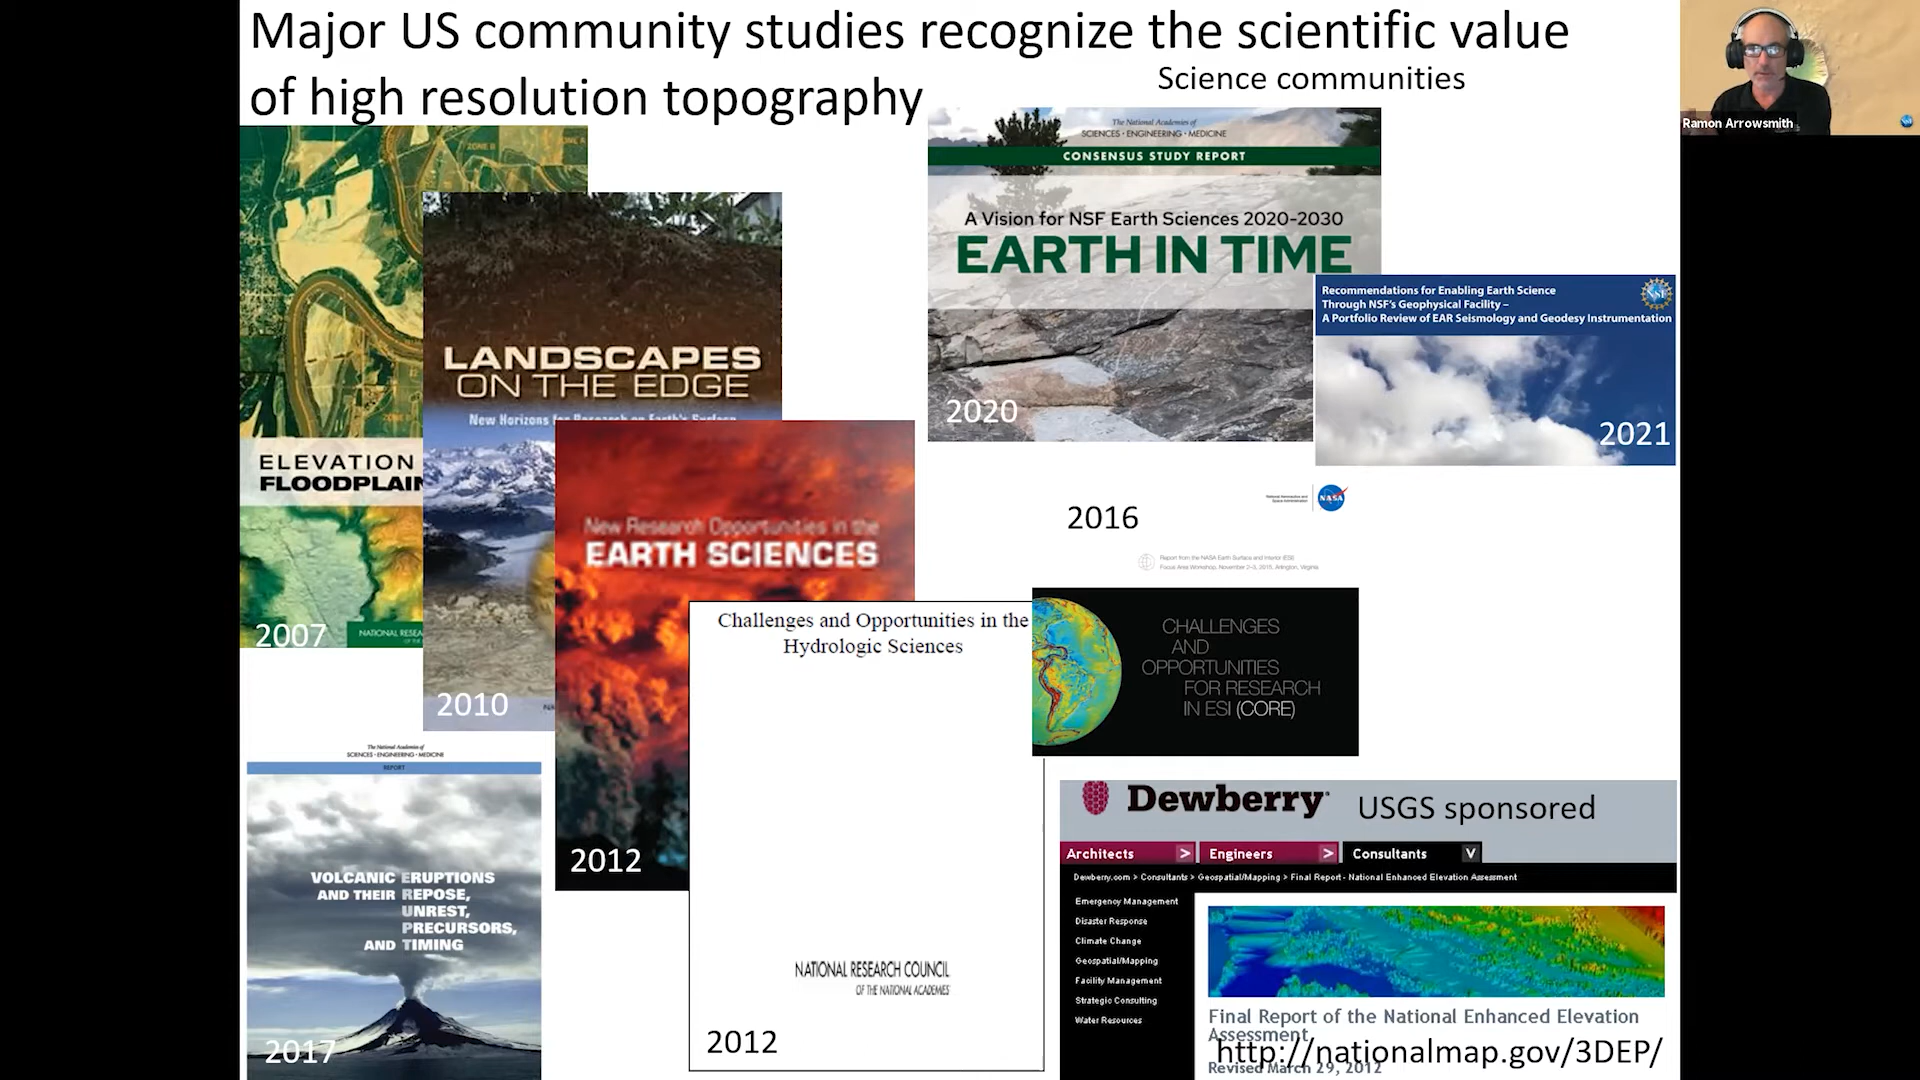 Major US community studies recognize the scientific value
of high resolution topography
Science communities
Ramon Arrowsmith
ZONE B
ZONE A
ELEVATION
FLOODPLAIN
2007
NATIONAL RESEA
LANDSCAPES
ON THE EDGE
New Horizons for Research on Earth's Surface
2010
New Research Opportunities in the
EARTH SCIENCES
2012
Challenges and Opportunities in the
Hydrologic Sciences
NATIONAL RESEARCH COUNCIL
OF THE NATIONAL ACADEMIES
2012
The National Academies of
SCIENCES · ENGINEERING · MEDICINE
REPORT
VOLCANIC ERUPTIONS
AND THEIR REPOSE,
UNREST,
PRECURSORS,
AND TIMING
2017
The National Academies of
SCIENCES · ENGINEERING · MEDICINE
CONSENSUS STUDY REPORT
A Vision for NSF Earth Sciences 2020-2030
EARTH IN TIME
2020
Recommendations for Enabling Earth Science
Through NSF's Geophysical Facility –
A Portfolio Review of EAR Seismology and Geodesy Instrumentation
NSF
2021
2016
National Aeronautics and
Space Administration
NASA
Report from the NASA Earth Surface and Interior (ESI)
Focus Area Workshop, November 2-3, 2015, Arlington, Virginia
CHALLENGES
AND
OPPORTUNITIES
FOR RESEARCH
IN ESI (CORE)
Dewberry
USGS sponsored
Architects >
Engineers >
Consultants V
Dewberry.com > Consultants > Geospatial/Mapping > Final Report - National Enhanced Elevation Assessment
Emergency Management
Disaster Response
Climate Change
Geospatial/Mapping
Facility Management
Strategic Consulting
Water Resources
Final Report of the National Enhanced Elevation
Assessment
http://nationalmap.gov/3DEP/
Revised March 29, 2012